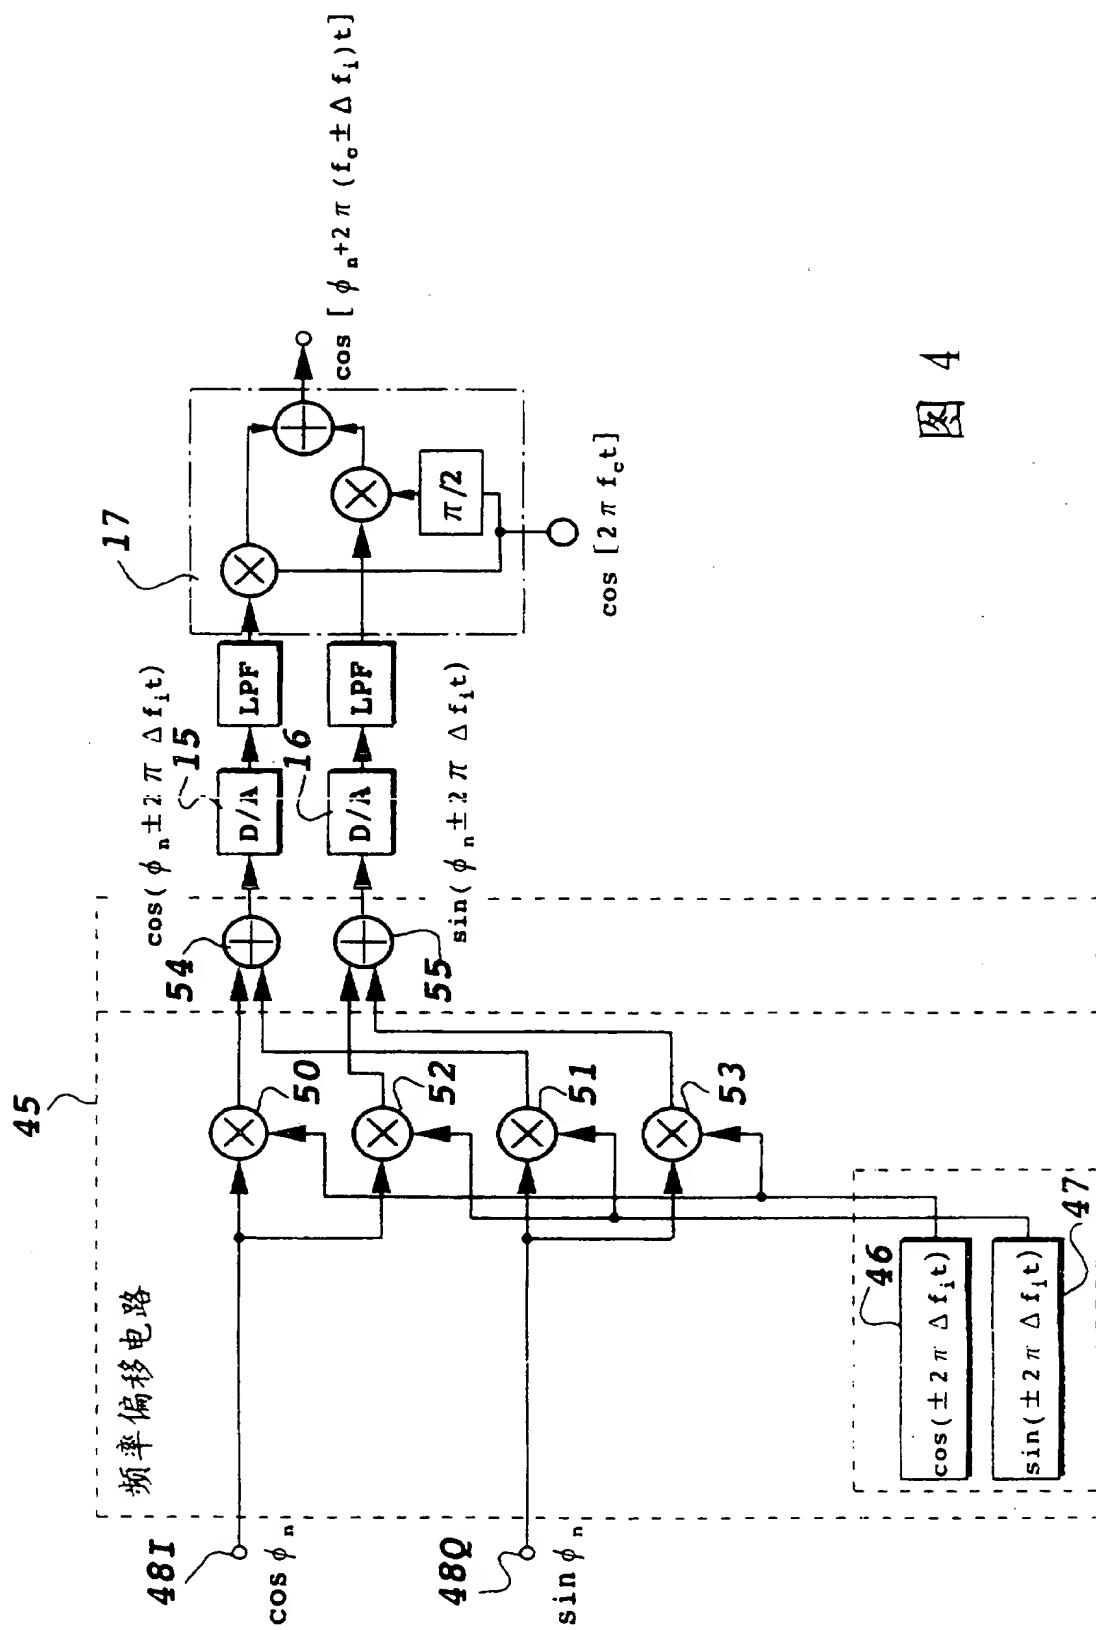 45
频率偏移电路
48I
cos ϕn
48Q
sin ϕn
50
52
51
53
46
cos(±2π Δfit)
47
sin(±2π Δfit)
54
55
cos(ϕn±2π Δfit)
15
D/A
LPF
sin(ϕn±2π Δfit)
16
D/A
LPF
17
π/2
cos [2π fct]
cos [ϕn+2π (fc±Δfi)t]
图 4